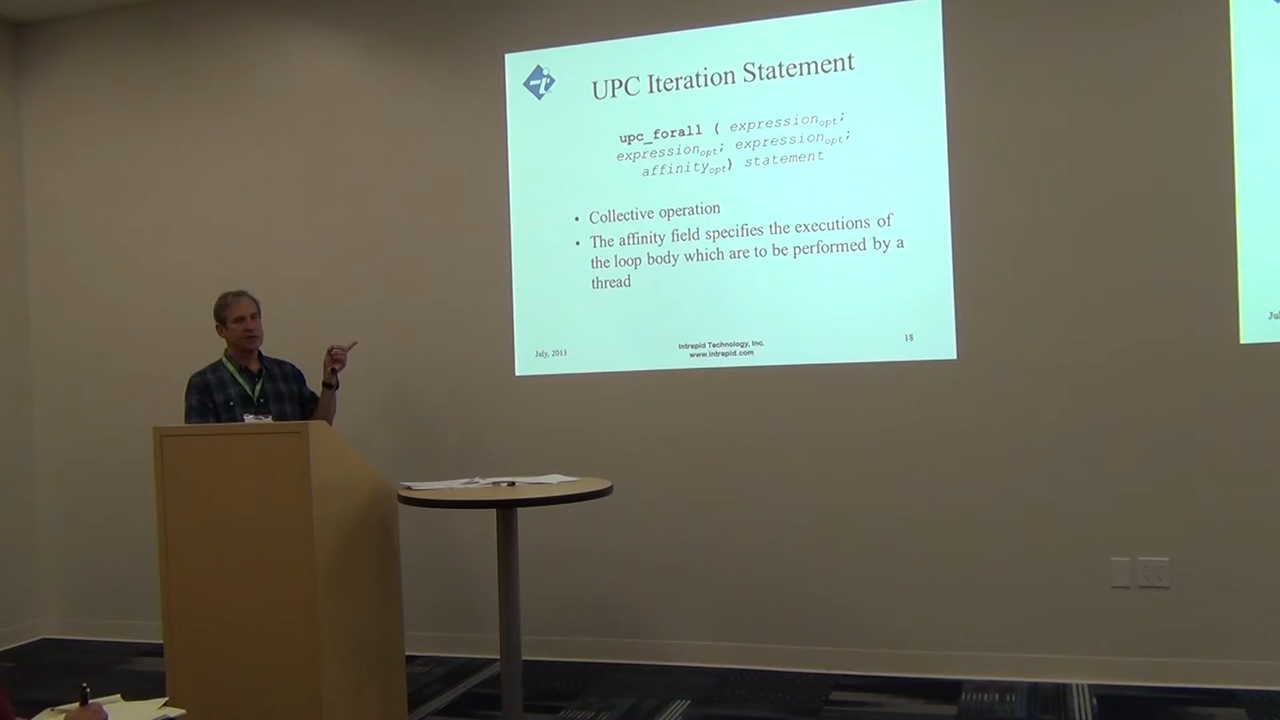 UPC Iteration Statement
upc_forall ( expressionopt;
expressionopt; expressionopt;
affinityopt) statement
• Collective operation
• The affinity field specifies the executions of
the loop body which are to be performed by a
thread
July, 2013
Intrepid Technology, Inc.
www.intrepid.com
18